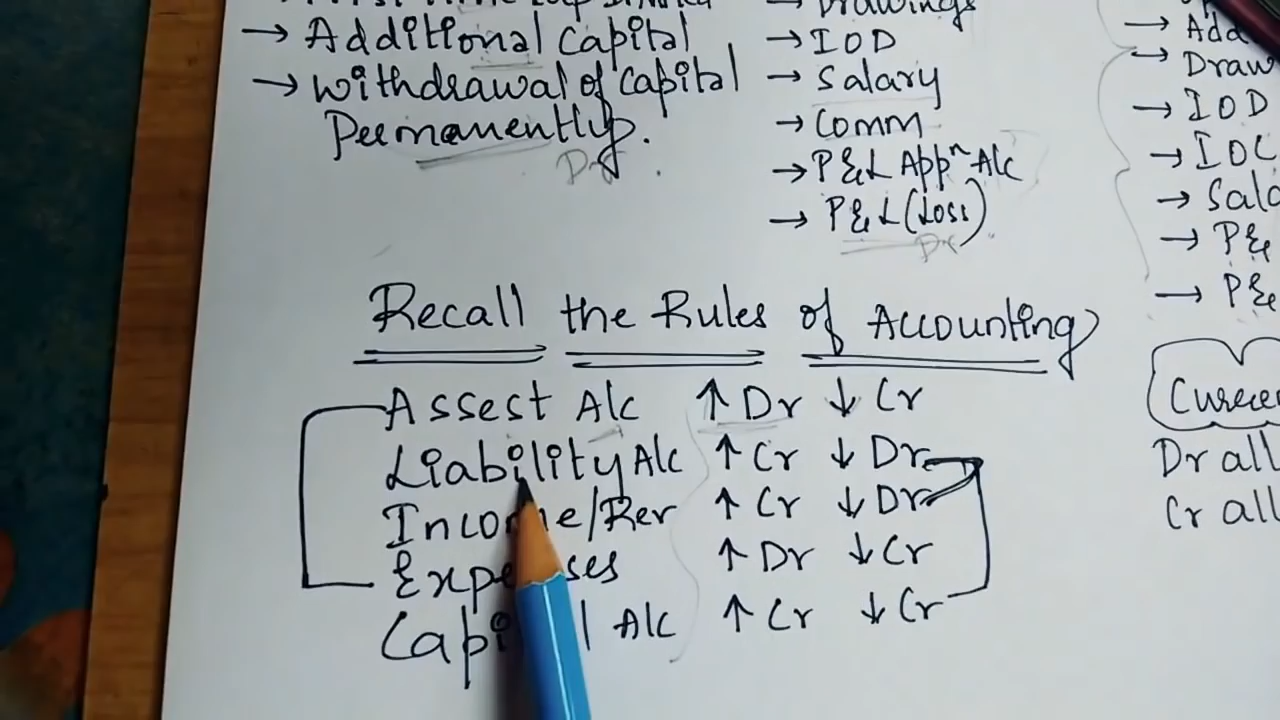 → Additional Capital
→ Withdrawal of Capital
Permanently.
Dr
→ Drawings
→ IOD
→ Salary
→ Comm
→ P&L Appⁿ A/c
→ P&L (Loss)
Dr
→ Add
→ Draw
→ IOD
→ IOC
→ Sala
→ P&
→ P&
Recall the Rules of Accounting
Assest A/c ↑ Dr ↓ Cr
Liability A/c ↑ Cr ↓ Dr
Income/Rev ↑ Cr ↓ Dr
Expenses ↑ Dr ↓ Cr
Capital A/c ↑ Cr ↓ Cr
Dr all
Cr all